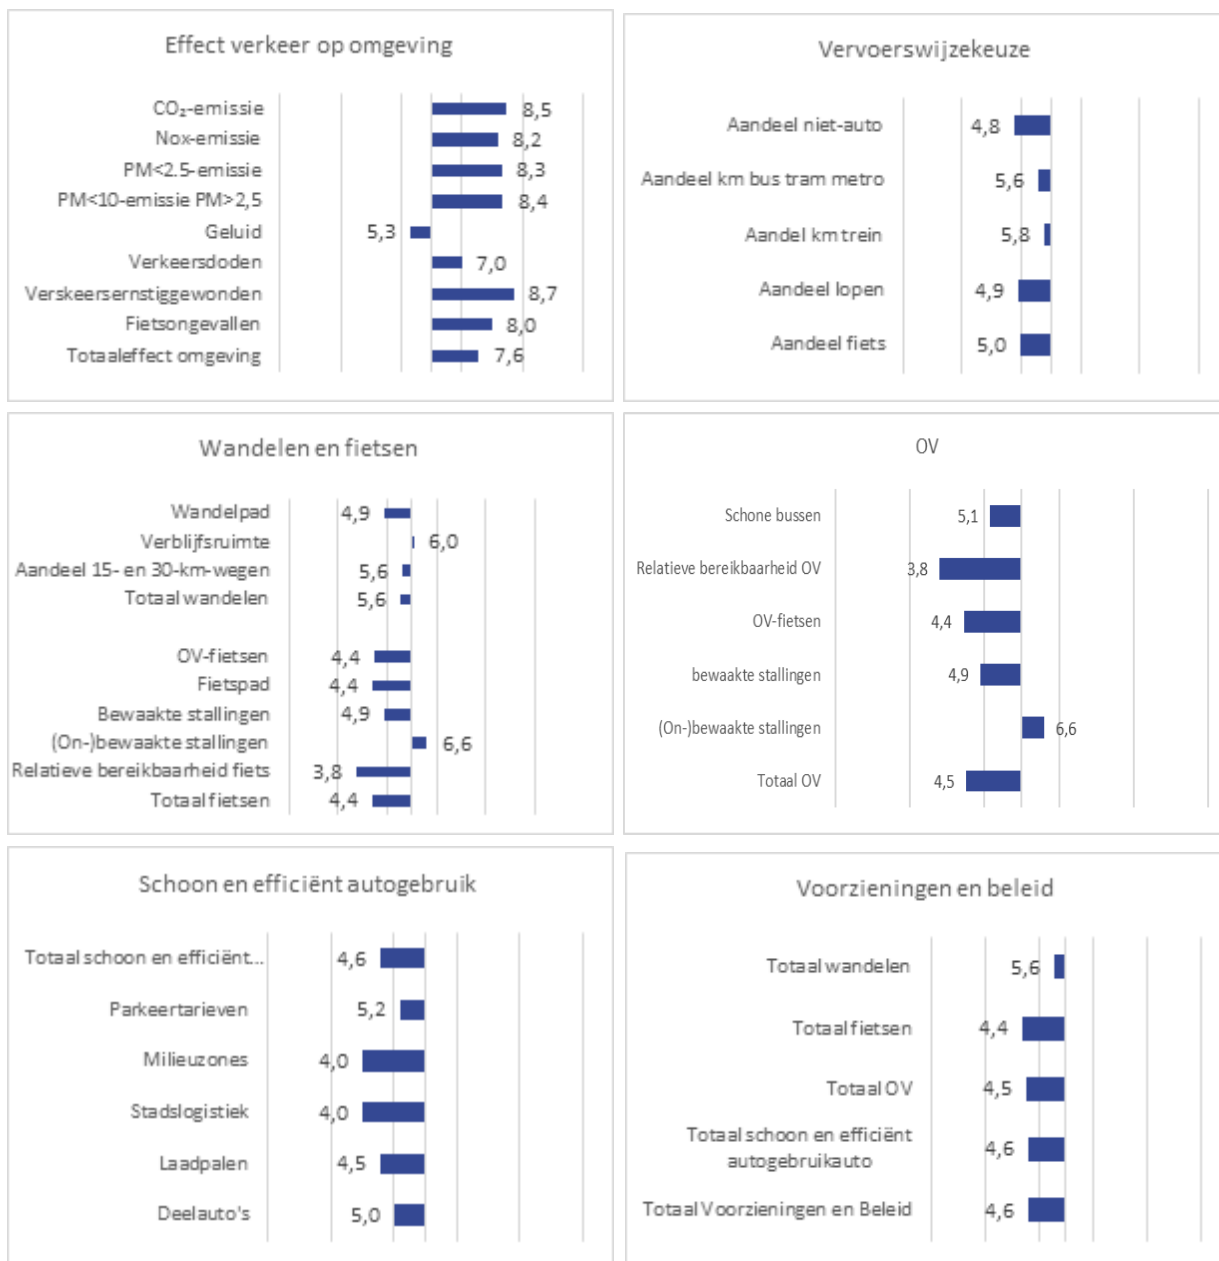 Effect verkeer op omgeving
CO₂-emissie 8,5
Nox-emissie 8,2
PM<2.5-emissie 8,3
PM<10-emissie PM>2,5 8,4
Geluid 5,3
Verkeersdoden 7,0
Verskeersernstiggewonden 8,7
Fietsongevallen 8,0
Totaaleffect omgeving 7,6
Vervoerswijzekeuze
Aandeel niet-auto 4,8
Aandeel km bus tram metro 5,6
Aandel km trein 5,8
Aandeel lopen 4,9
Aandeel fiets 5,0
Wandelen en fietsen
Wandelpad 4,9
Verblijfsruimte 6,0
Aandeel 15- en 30-km-wegen 5,6
Totaal wandelen 5,6
OV-fietsen 4,4
Fietspad 4,4
Bewaakte stallingen 4,9
(On-)bewaakte stallingen 6,6
Relatieve bereikbaarheid fiets 3,8
Totaal fietsen 4,4
OV
Schone bussen 5,1
Relatieve bereikbaarheid OV 3,8
OV-fietsen 4,4
bewaakte stallingen 4,9
(On-)bewaakte stallingen 6,6
Totaal OV 4,5
Schoon en efficiënt autogebruik
Totaal schoon en efficiënt... 4,6
Parkeertarieven 5,2
Milieuzones 4,0
Stadslogistiek 4,0
Laadpalen 4,5
Deelauto's 5,0
Voorzieningen en beleid
Totaal wandelen 5,6
Totaal fietsen 4,4
Totaal OV 4,5
Totaal schoon en efficiënt
autogebruikauto 4,6
Totaal Voorzieningen en Beleid 4,6